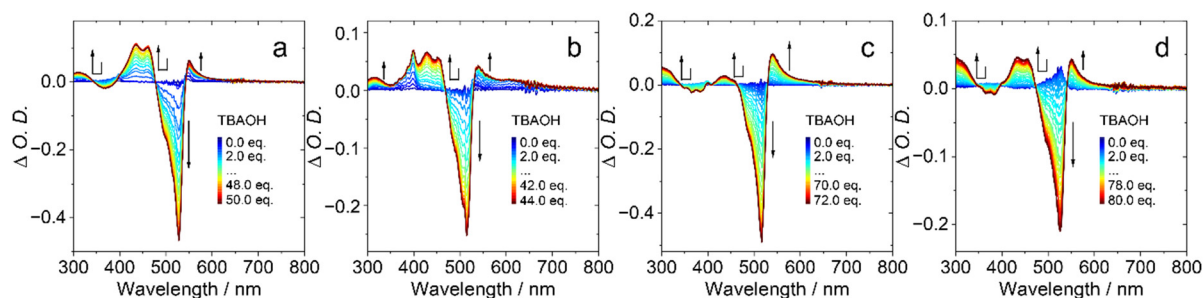 a
Δ O. D.
0.0
−0.2
−0.4
TBAOH
0.0 eq.
2.0 eq.
...
48.0 eq.
50.0 eq.
300 400 500 600 700 800
Wavelength / nm
b
Δ O. D.
0.1
0.0
−0.1
−0.2
TBAOH
0.0 eq.
2.0 eq.
...
42.0 eq.
44.0 eq.
300 400 500 600 700 800
Wavelength / nm
c
Δ O. D.
0.2
0.0
−0.2
−0.4
TBAOH
0.0 eq.
2.0 eq.
...
70.0 eq.
72.0 eq.
300 400 500 600 700 800
Wavelength / nm
d
Δ O. D.
0.1
0.0
−0.1
−0.2
TBAOH
0.0 eq.
2.0 eq.
...
78.0 eq.
80.0 eq.
300 400 500 600 700 800
Wavelength / nm